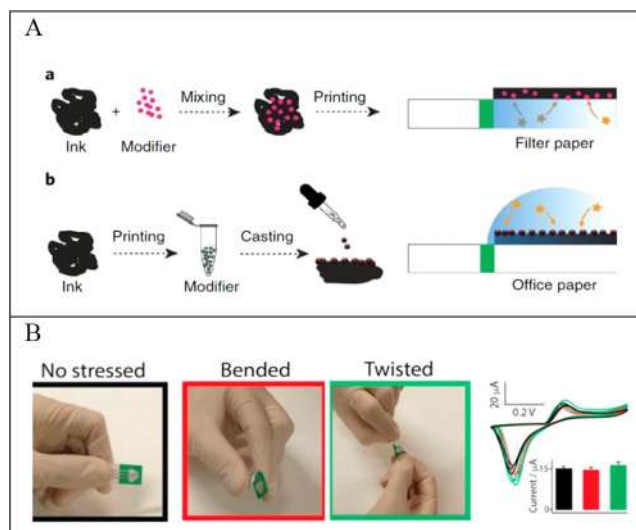 A
a
Mixing
Printing
+
Ink
Modifier
Filter paper
b
Printing
Casting
Ink
Modifier
Office paper
B
No stressed
Bended
Twisted
20 µA
0.2 V
Current / µA
15
0